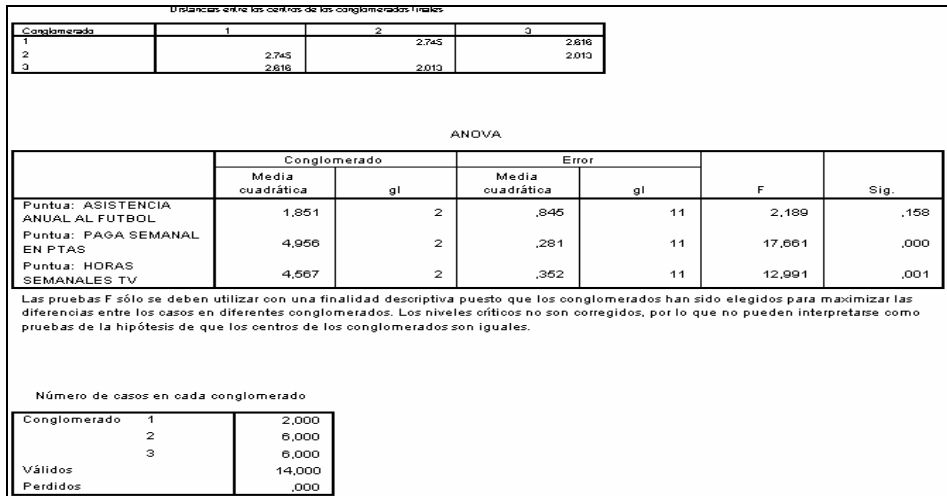 Distancias entre los centros de los conglomerados finales
Conglomerado 1 2 3
1 2.745 2.616
2 2.745 2.013
3 2.616 2.013
ANOVA
Conglomerado Error
Media cuadrática gl Media cuadrática gl F Sig.
Puntua: ASISTENCIA
ANUAL AL FUTBOL 1,851 2 ,845 11 2,189 ,158
Puntua: PAGA SEMANAL
EN PTAS 4,956 2 ,281 11 17,661 ,000
Puntua: HORAS
SEMANALES TV 4,567 2 ,352 11 12,991 ,001
Las pruebas F sólo se deben utilizar con una finalidad descriptiva puesto que los conglomerados han sido elegidos para maximizar las
diferencias entre los casos en diferentes conglomerados. Los niveles críticos no son corregidos, por lo que no pueden interpretarse como
pruebas de la hipótesis de que los centros de los conglomerados son iguales.
Número de casos en cada conglomerado
Conglomerado 1 2,000
2 6,000
3 6,000
Válidos 14,000
Perdidos ,000